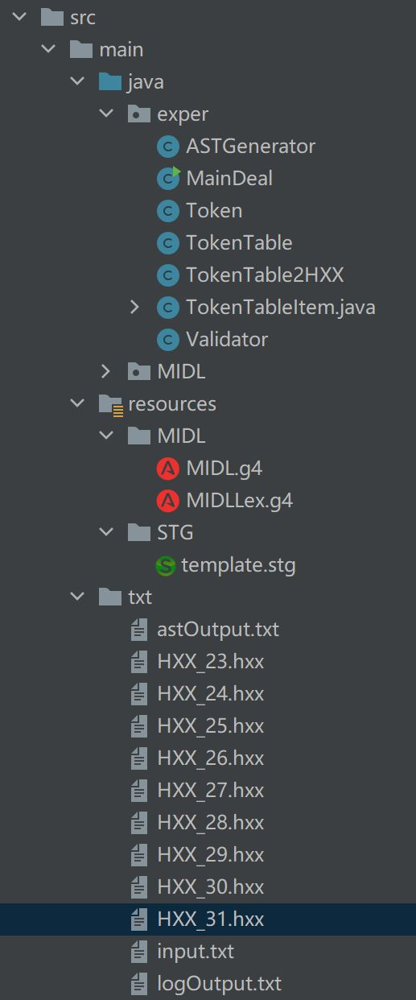 src
main
java
exper
ASTGenerator
MainDeal
Token
TokenTable
TokenTable2HXX
TokenTableItem.java
Validator
MIDL
resources
MIDL
MIDL.g4
MIDLLex.g4
STG
template.stg
txt
astOutput.txt
HXX_23.hxx
HXX_24.hxx
HXX_25.hxx
HXX_26.hxx
HXX_27.hxx
HXX_28.hxx
HXX_29.hxx
HXX_30.hxx
HXX_31.hxx
input.txt
logOutput.txt